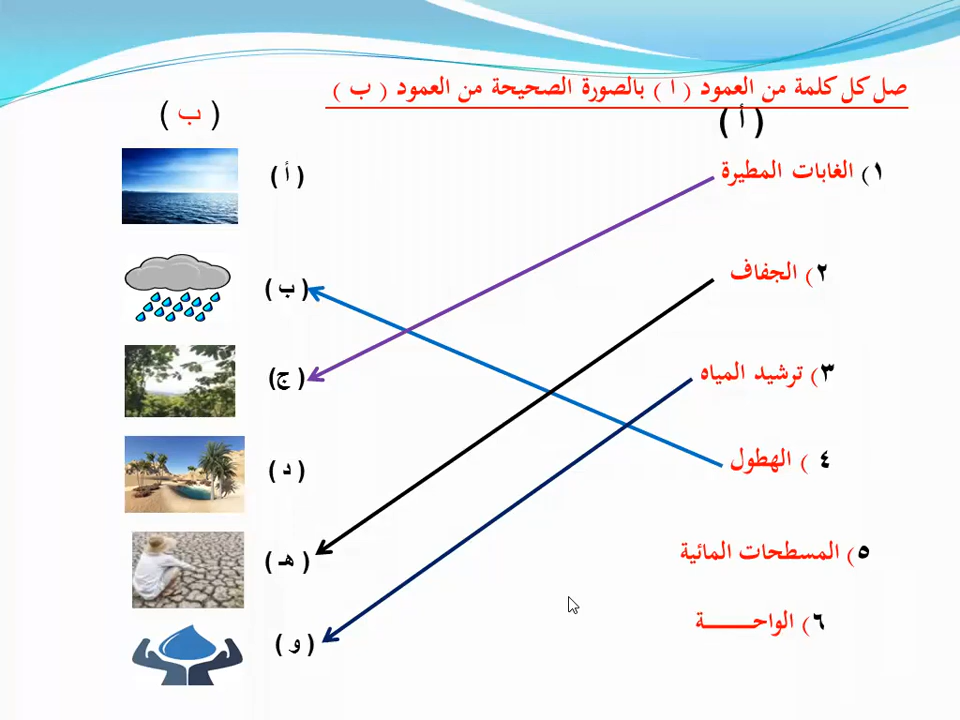 صل كل كلمة من العمود ( ا ) بالصورة الصحيحة من العمود ( ب )
( أ )
( ب )
١) الغابات المطيرة
( أ )
٢) الجفاف
( ب )
٣) ترشيد المياه
( ج )
٤ ) الهطول
( د )
٥) المسطحات المائية
( هـ )
٦) الواحـــــــة
( و )